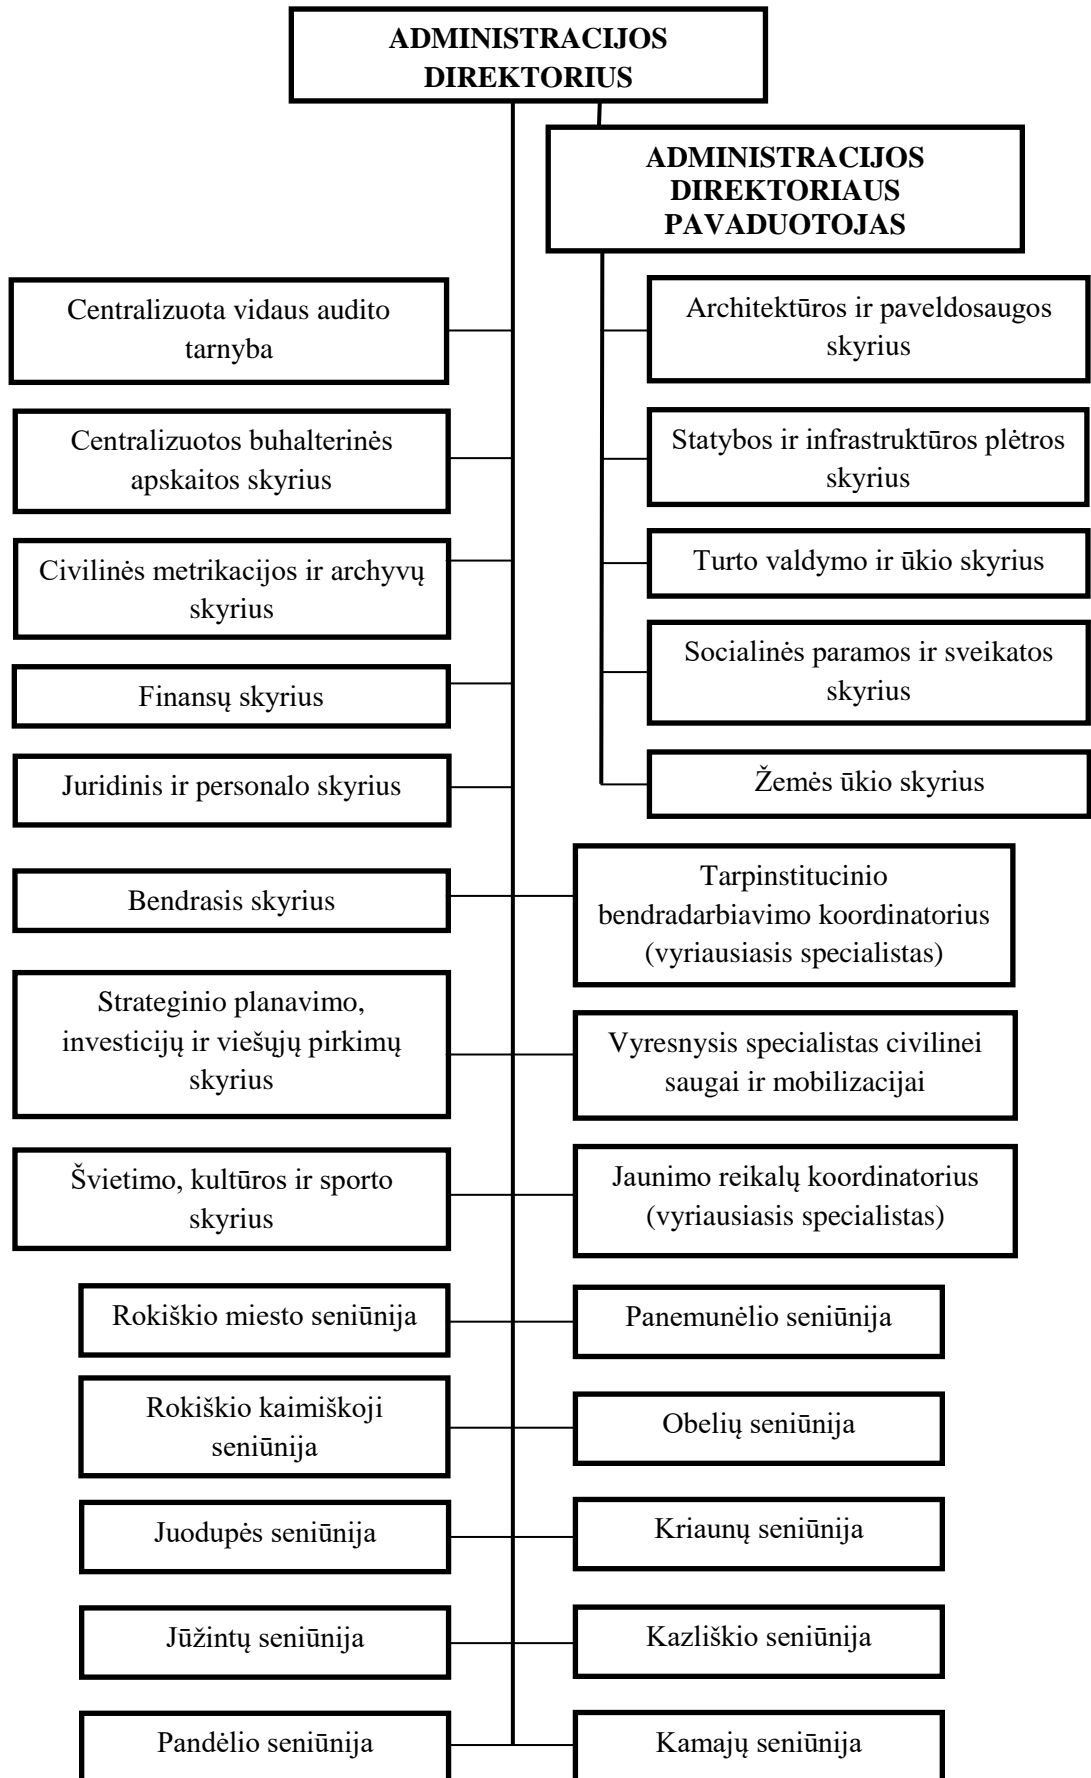 ADMINISTRACIJOS
DIREKTORIUS
ADMINISTRACIJOS
DIREKTORIAUS
PAVADUOTOJAS
Centralizuota vidaus audito
tarnyba
Architektūros ir paveldosaugos
skyrius
Centralizuotos buhalterinės
apskaitos skyrius
Statybos ir infrastruktūros plėtros
skyrius
Civilinės metrikacijos ir archyvų
skyrius
Turto valdymo ir ūkio skyrius
Finansų skyrius
Socialinės paramos ir sveikatos
skyrius
Juridinis ir personalo skyrius
Žemės ūkio skyrius
Bendrasis skyrius
Tarpinstitucinio
bendradarbiavimo koordinatorius
(vyriausiasis specialistas)
Strateginio planavimo,
investicijų ir viešųjų pirkimų
skyrius
Vyresnysis specialistas civilinei
saugai ir mobilizacijai
Švietimo, kultūros ir sporto
skyrius
Jaunimo reikalų koordinatorius
(vyriausiasis specialistas)
Rokiškio miesto seniūnija
Panemunėlio seniūnija
Rokiškio kaimiškoji
seniūnija
Obelių seniūnija
Juodupės seniūnija
Kriaunų seniūnija
Jūžintų seniūnija
Kazliškio seniūnija
Pandėlio seniūnija
Kamajų seniūnija